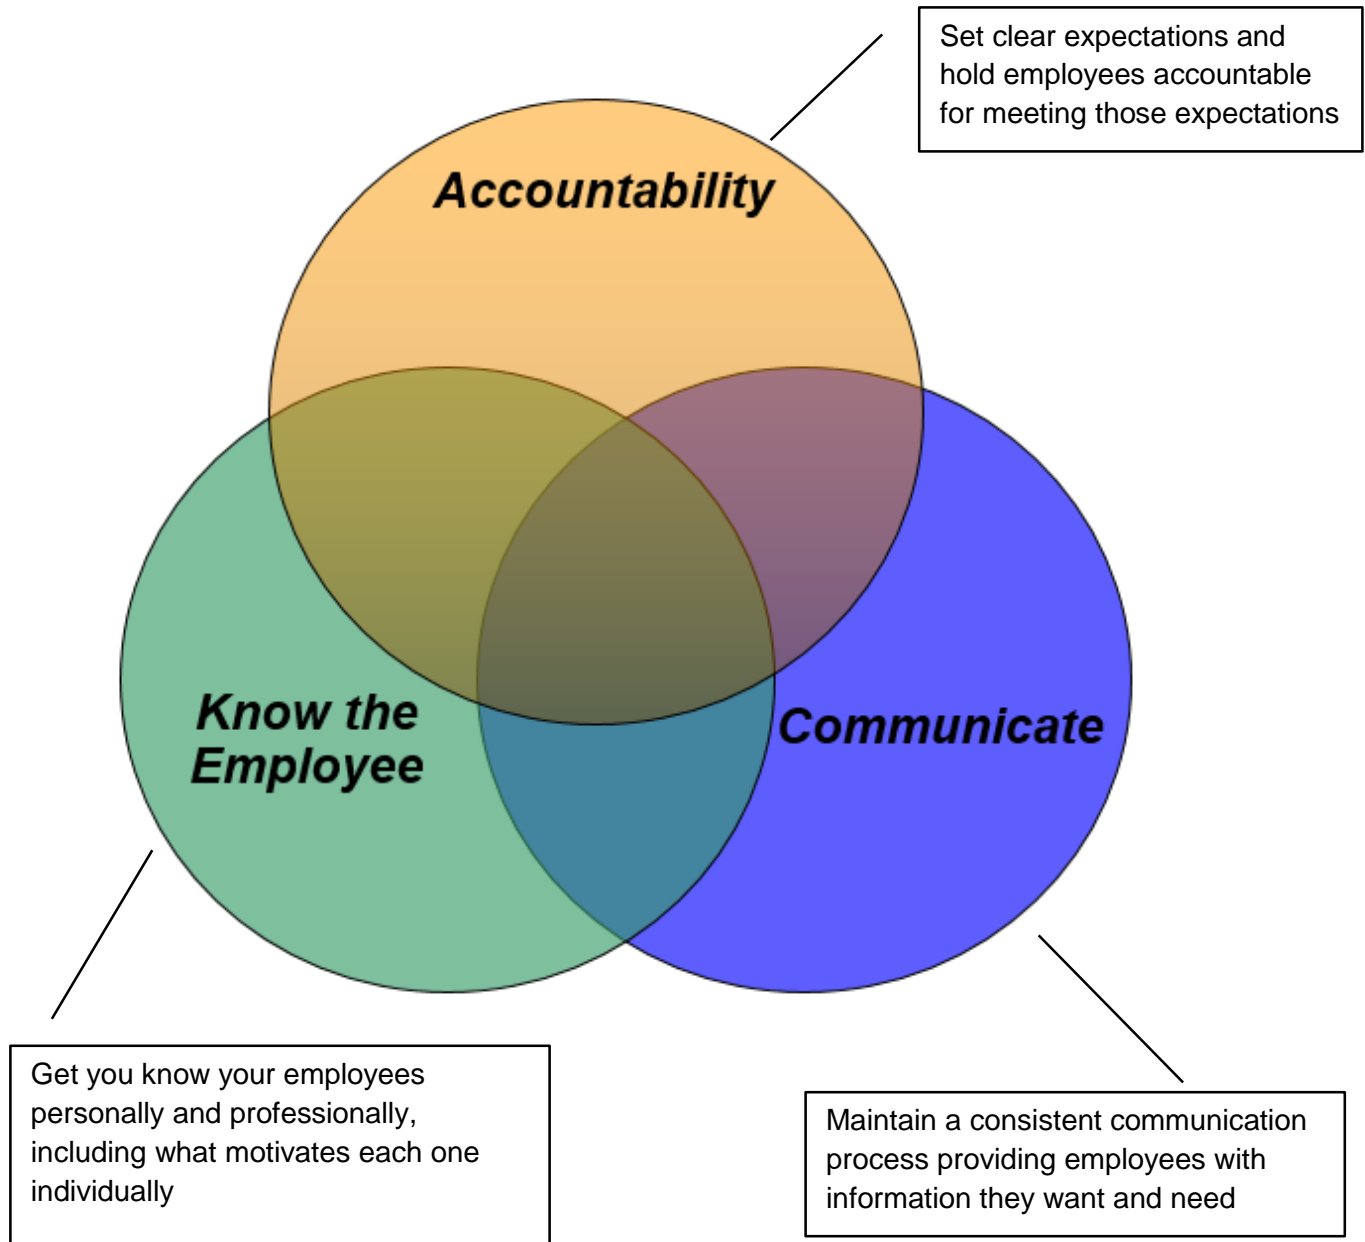 Set clear expectations and
hold employees accountable
for meeting those expectations
Accountability
Know the
Employee
Communicate
Get you know your employees
personally and professionally,
including what motivates each one
individually
Maintain a consistent communication
process providing employees with
information they want and need